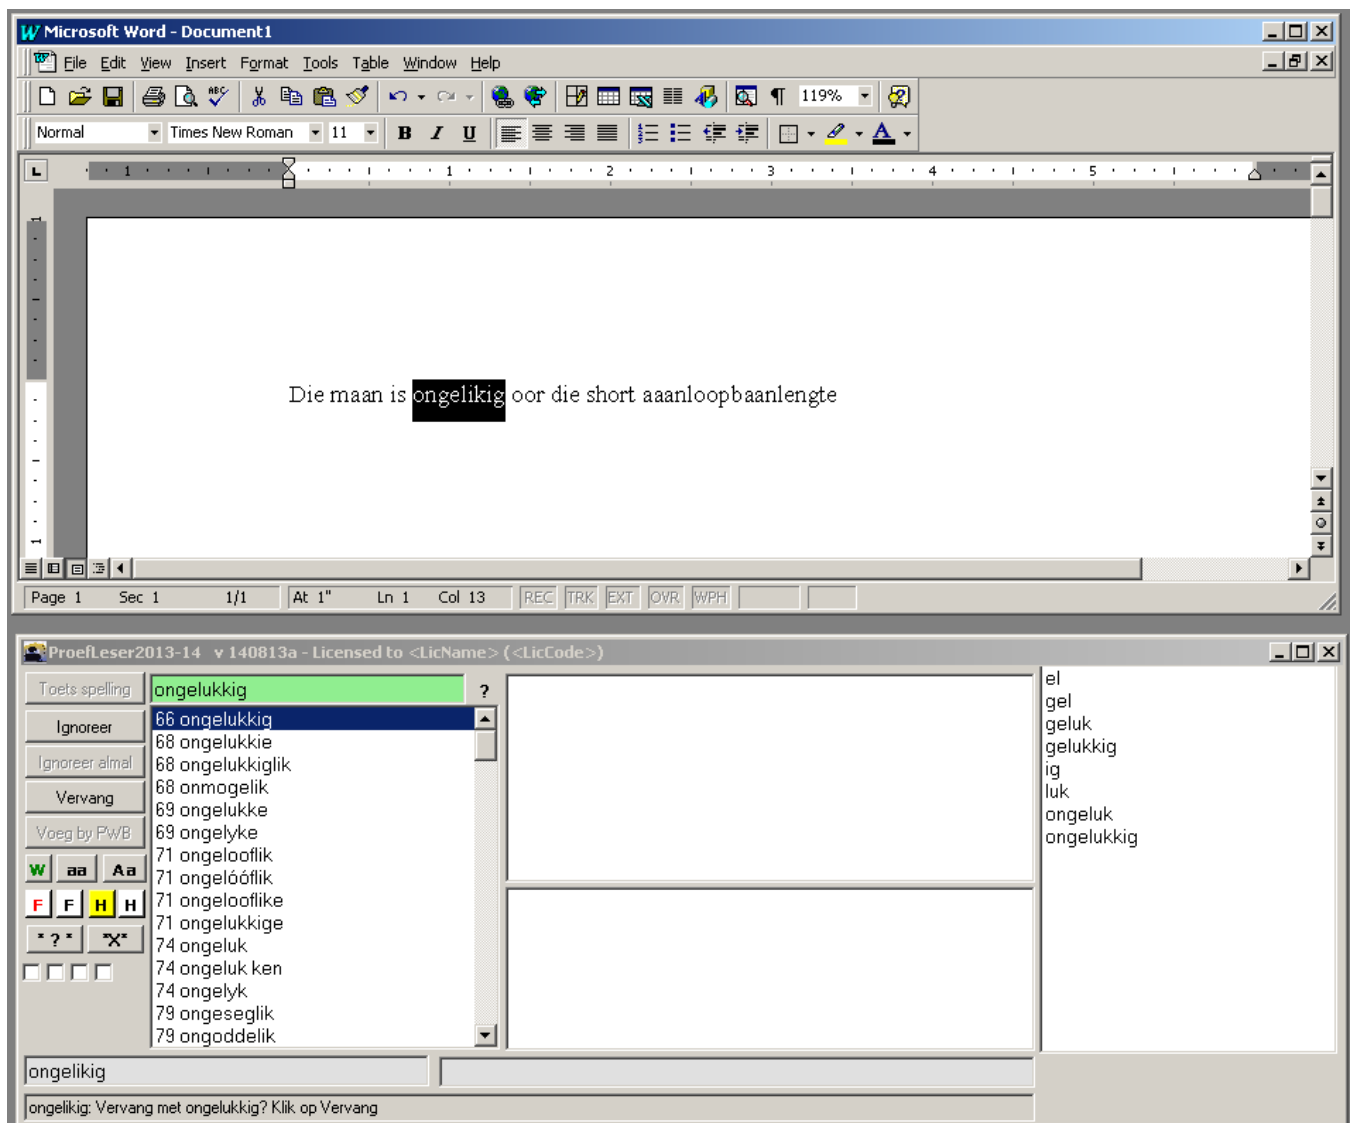 Microsoft Word - Document1
File Edit View Insert Format Tools Table Window Help
ABC 119%
Normal Times New Roman 11 B I U A
L 1 1 2 3 4 5
1
Die maan is ongelikig oor die short aaanloopbaanlengte
Page 1 Sec 1 1/1 At 1" Ln 1 Col 13 REC TRK EXT OVR WPH
ProefLeser2013-14 v 140813a - Licensed to <LicName> (<LicCode>)
Toets spelling
Ignoreer
Ignoreer almal
Vervang
Voeg by PWB
W aa Aa
F F H H
*?* *X*
ongelukkig ?
66 ongelukkig
68 ongelukkie
68 ongelukkiglik
68 onmogelik
69 ongelukke
69 ongelyke
71 ongelooflik
71 ongelóóflik
71 ongelooflike
71 ongelukkige
74 ongeluk
74 ongeluk ken
74 ongelyk
79 ongeseglik
79 ongoddelik
el
gel
geluk
gelukkig
ig
luk
ongeluk
ongelukkig
ongelikig
ongelikig: Vervang met ongelukkig? Klik op Vervang